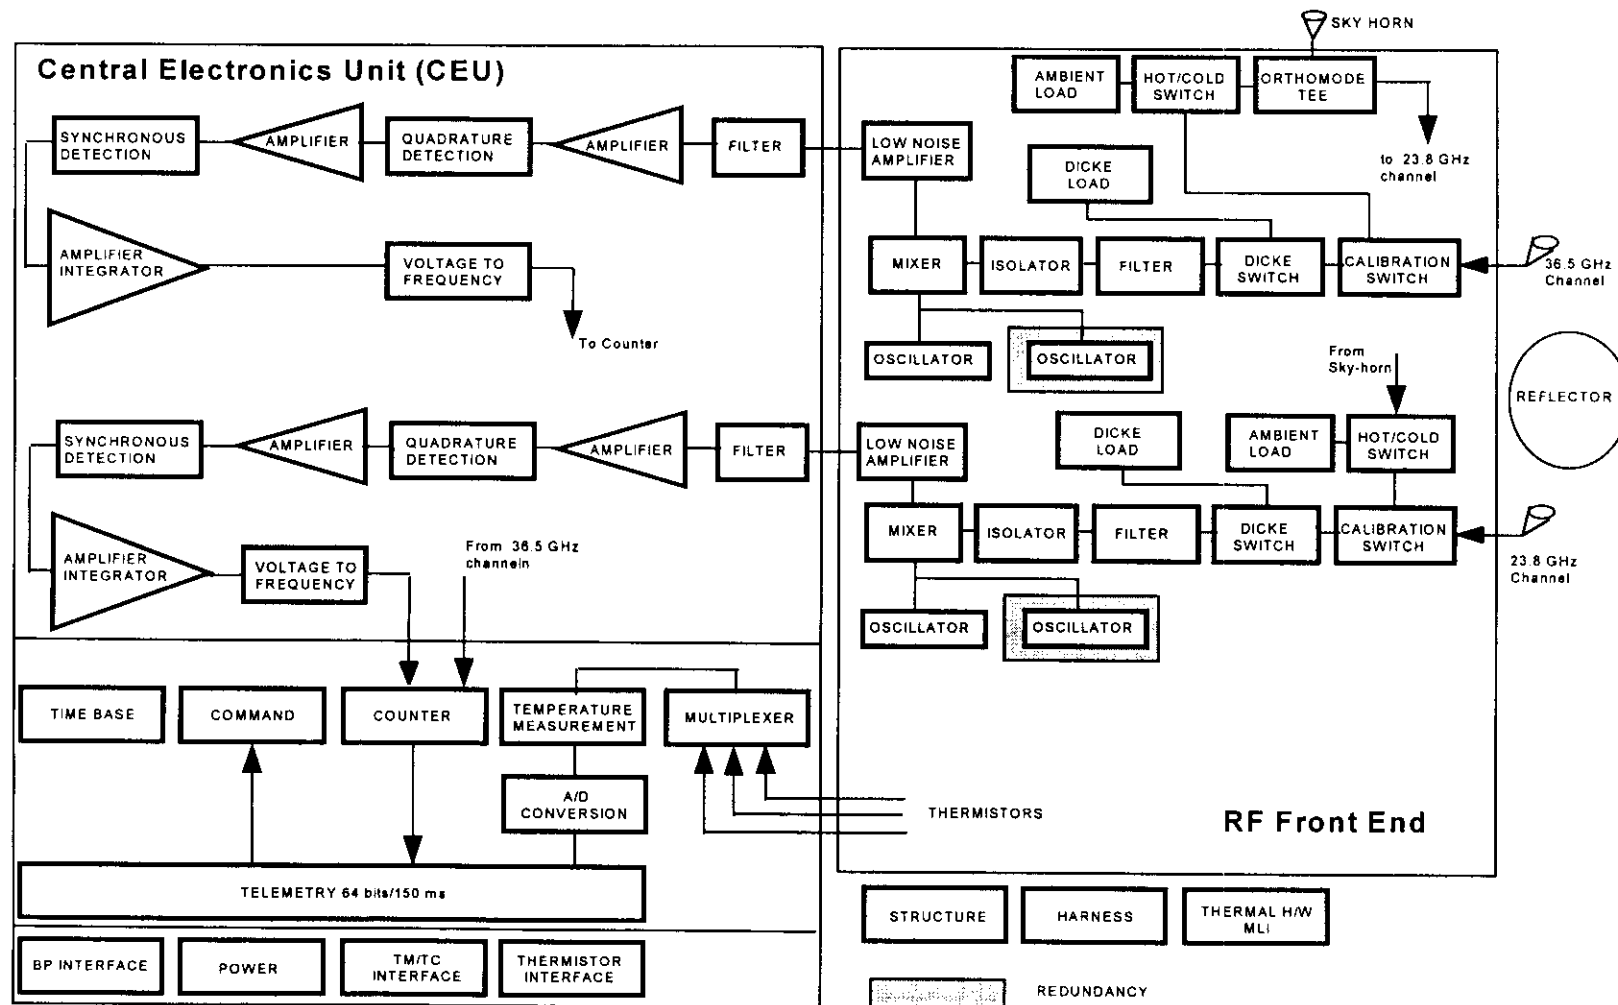 SKY HORN
Central Electronics Unit (CEU)
AMBIENT
LOAD
HOT/COLD
SWITCH
ORTHOMODE
TEE
SYNCHRONOUS
DETECTION
AMPLIFIER
QUADRATURE
DETECTION
AMPLIFIER
FILTER
LOW NOISE
AMPLIFIER
to 23.8 GHz
channel
DICKE
LOAD
AMPLIFIER
INTEGRATOR
VOLTAGE TO
FREQUENCY
To Counter
MIXER
ISOLATOR
FILTER
DICKE
SWITCH
CALIBRATION
SWITCH
36.5 GHz
Channel
OSCILLATOR
OSCILLATOR
From
Sky-horn
REFLECTOR
SYNCHRONOUS
DETECTION
AMPLIFIER
QUADRATURE
DETECTION
AMPLIFIER
FILTER
LOW NOISE
AMPLIFIER
DICKE
LOAD
AMBIENT
LOAD
HOT/COLD
SWITCH
AMPLIFIER
INTEGRATOR
VOLTAGE TO
FREQUENCY
From 36.5 GHz
channeln
MIXER
ISOLATOR
FILTER
DICKE
SWITCH
CALIBRATION
SWITCH
23.8 GHz
Channel
OSCILLATOR
OSCILLATOR
TIME BASE
COMMAND
COUNTER
TEMPERATURE
MEASUREMENT
MULTIPLEXER
A/D
CONVERSION
THERMISTORS
RF Front End
TELEMETRY 64 bits/150 ms
STRUCTURE
HARNESS
THERMAL H/W
MLI
BP INTERFACE
POWER
TM/TC
INTERFACE
THERMISTOR
INTERFACE
REDUNDANCY